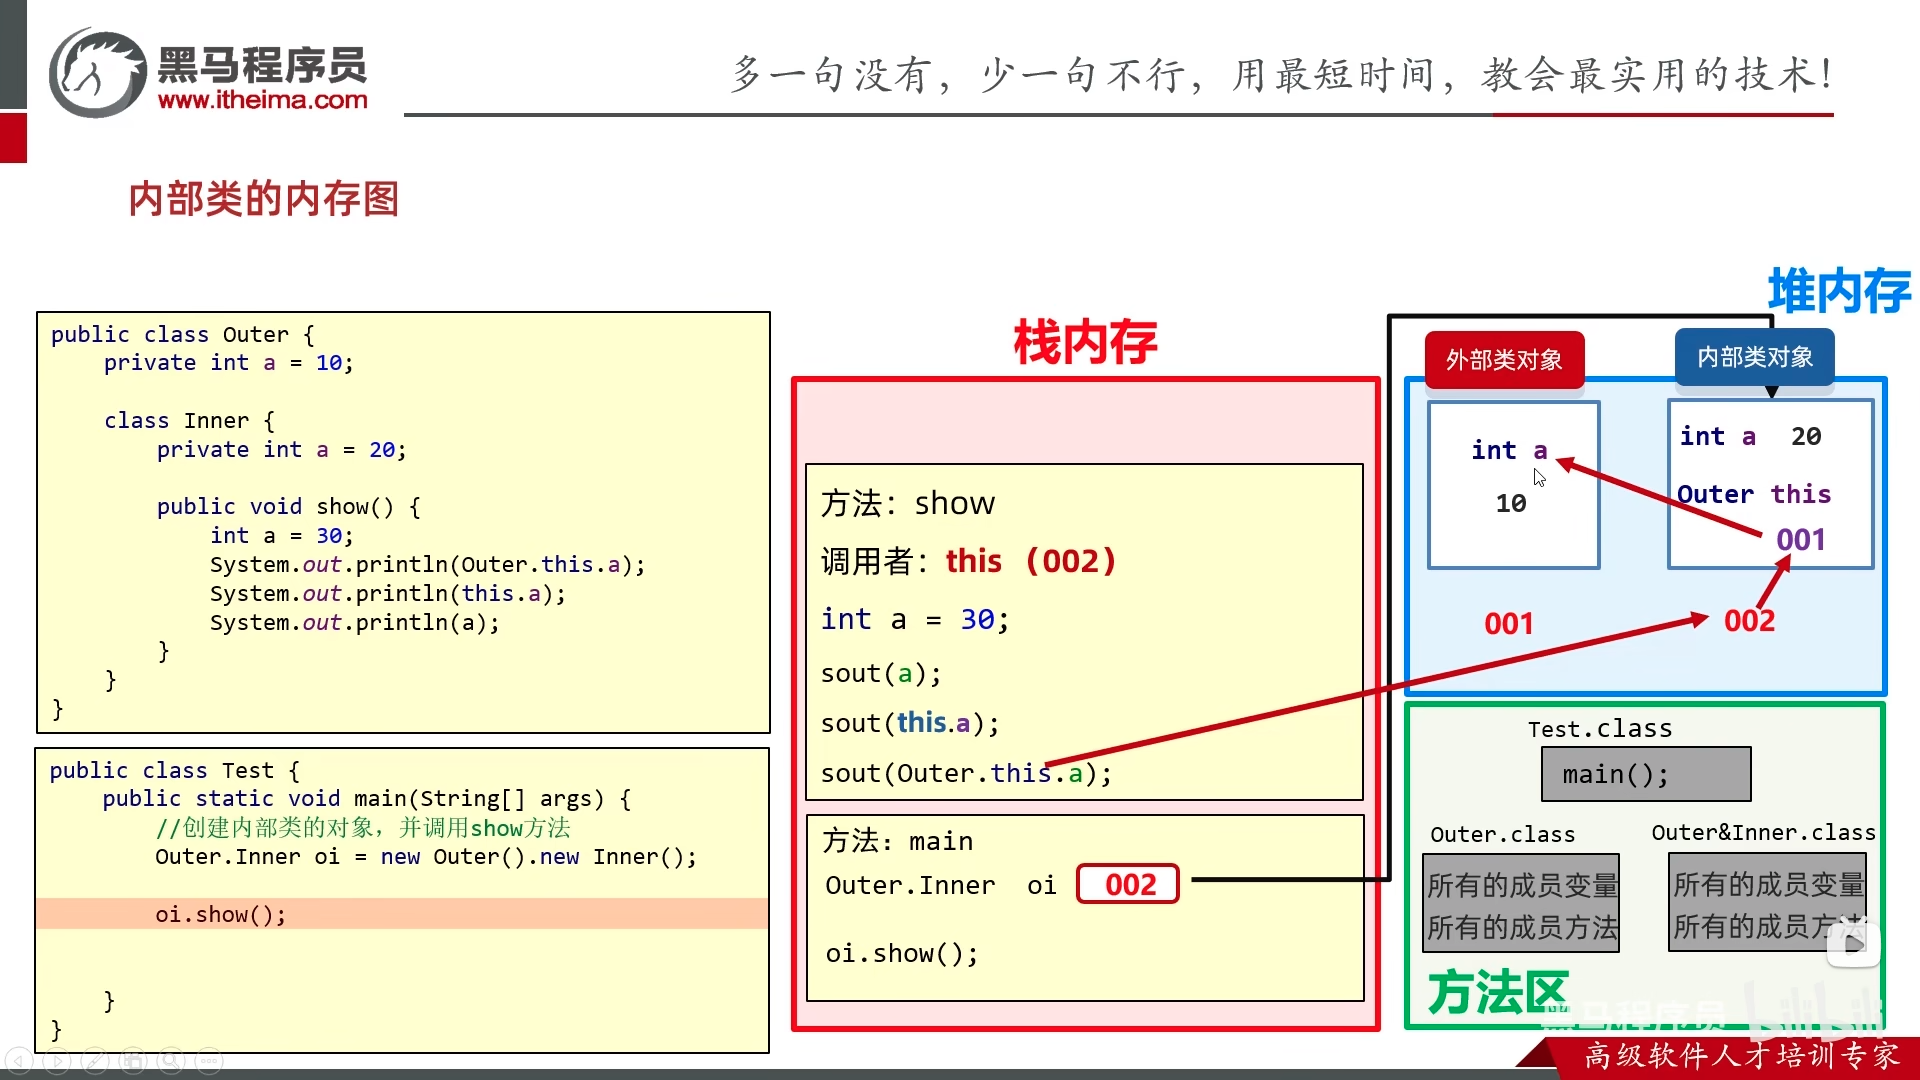 黑马程序员
www.itheima.com
多一句没有，少一句不行，用最短时间，教会最实用的技术！
内部类的内存图
public class Outer {
    private int a = 10;
    class Inner {
        private int a = 20;
        public void show() {
            int a = 30;
            System.out.println(Outer.this.a);
            System.out.println(this.a);
            System.out.println(a);
        }
    }
}
public class Test {
    public static void main(String[] args) {
        //创建内部类的对象，并调用show方法
        Outer.Inner oi = new Outer().new Inner();
        oi.show();
    }
}
栈内存
方法：show
调用者：this（002）
int a = 30;
sout(a);
sout(this.a);
sout(Outer.this.a);
方法：main
Outer.Inner oi 002
oi.show();
堆内存
外部类对象
int a
10
001
内部类对象
int a 20
Outer this
001
002
Test.class
main();
Outer.class
所有的成员变量
所有的成员方法
Outer&Inner.class
所有的成员变量
所有的成员方法
方法区
黑马程序员
bilibili
高级软件人才培训专家